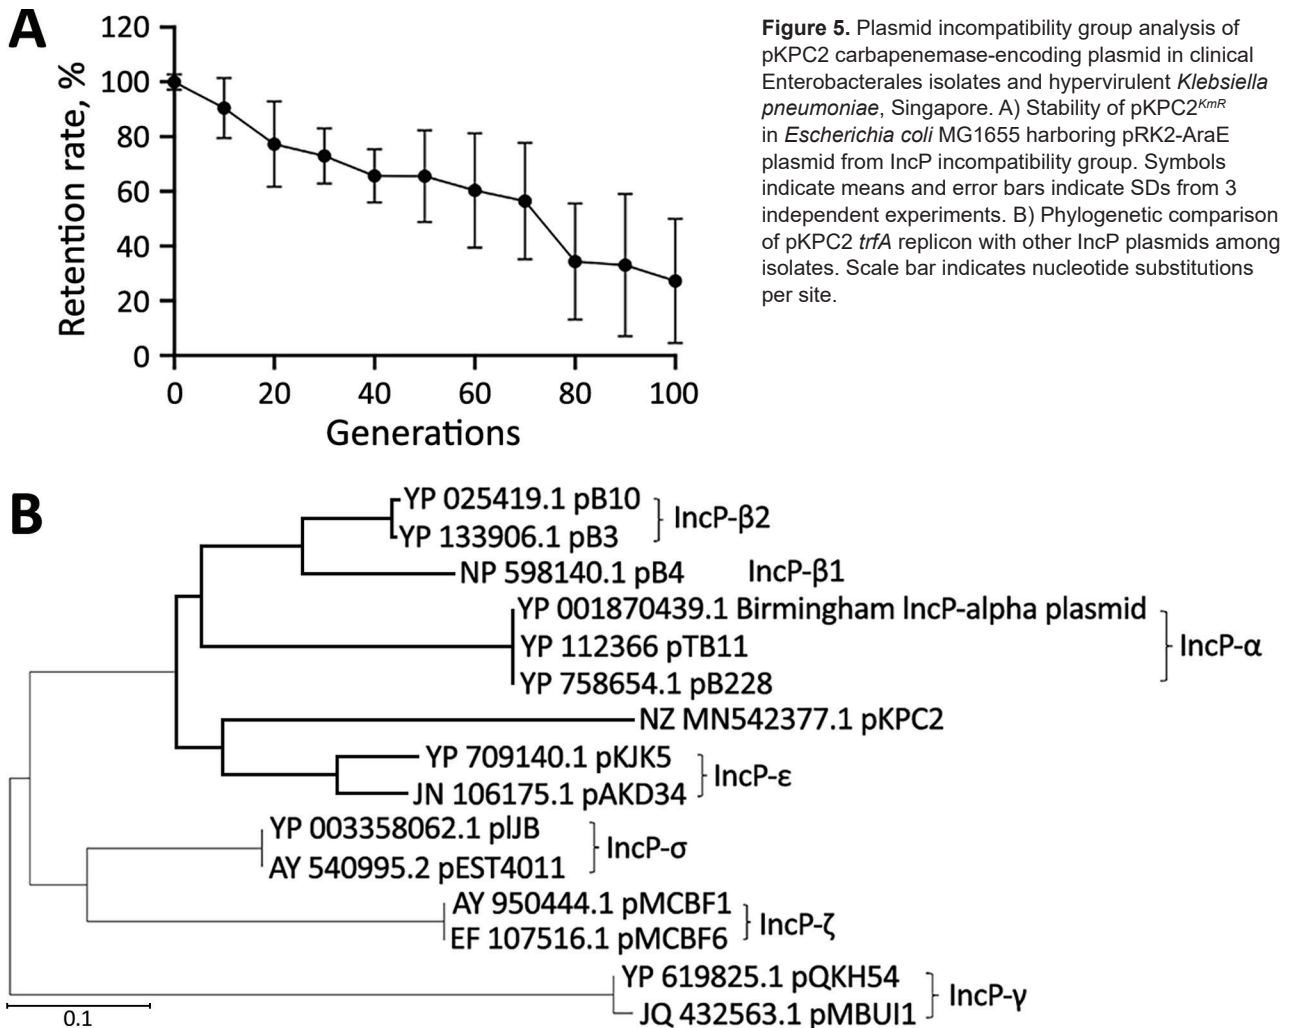 A
120
100
80
60
40
20
0
Retention rate, %
0 20 40 60 80 100
Generations
Figure 5. Plasmid incompatibility group analysis of
pKPC2 carbapenemase-encoding plasmid in clinical
Enterobacterales isolates and hypervirulent Klebsiella
pneumoniae, Singapore. A) Stability of pKPC2KmR
in Escherichia coli MG1655 harboring pRK2-AraE
plasmid from IncP incompatibility group. Symbols
indicate means and error bars indicate SDs from 3
independent experiments. B) Phylogenetic comparison
of pKPC2 trfA replicon with other IncP plasmids among
isolates. Scale bar indicates nucleotide substitutions
per site.
B
YP 025419.1 pB10
YP 133906.1 pB3
IncP-β2
NP 598140.1 pB4 IncP-β1
YP 001870439.1 Birmingham IncP-alpha plasmid
YP 112366 pTB11
YP 758654.1 pB228
IncP-α
NZ MN542377.1 pKPC2
YP 709140.1 pKJK5
JN 106175.1 pAKD34
IncP-ε
YP 003358062.1 pIJB
AY 540995.2 pEST4011
IncP-σ
AY 950444.1 pMCBF1
EF 107516.1 pMCBF6
IncP-ζ
YP 619825.1 pQKH54
JQ 432563.1 pMBUI1
IncP-γ
0.1